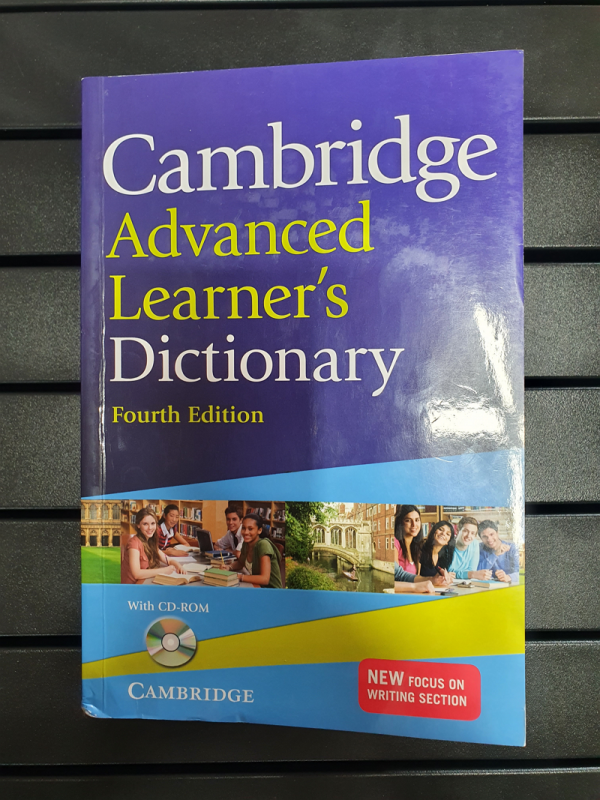 Cambridge
Advanced
Learner's
Dictionary
Fourth Edition
With CD-ROM
CAMBRIDGE
NEW FOCUS ON
WRITING SECTION